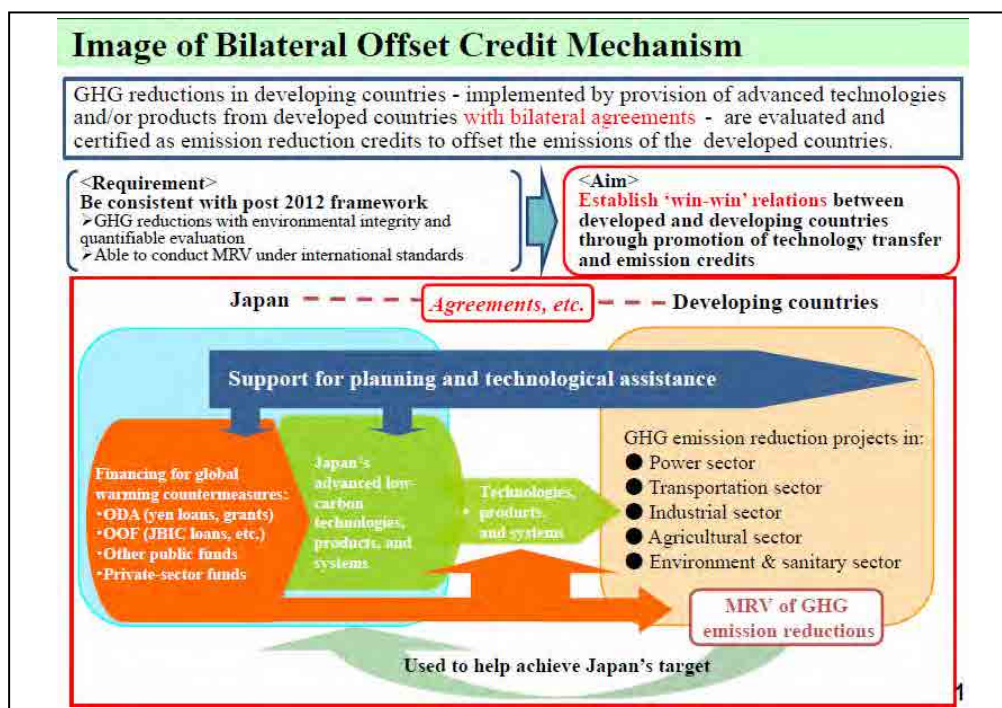 Image of Bilateral Offset Credit Mechanism
GHG reductions in developing countries - implemented by provision of advanced technologies
and/or products from developed countries with bilateral agreements - are evaluated and
certified as emission reduction credits to offset the emissions of the developed countries.
<Requirement>
Be consistent with post 2012 framework
➢GHG reductions with environmental integrity and
quantifiable evaluation
➢Able to conduct MRV under international standards
<Aim>
Establish ‘win-win’ relations between
developed and developing countries
through promotion of technology transfer
and emission credits
Japan
Agreements, etc.
Developing countries
Support for planning and technological assistance
Financing for global
warming countermeasures:
•ODA (yen loans, grants)
•OOF (JBIC loans, etc.)
•Other public funds
•Private-sector funds
Japan's
advanced low-
carbon
technologies,
products, and
systems
Technologies,
• products,
and systems
GHG emission reduction projects in:
● Power sector
● Transportation sector
● Industrial sector
● Agricultural sector
● Environment & sanitary sector
MRV of GHG
emission reductions
Used to help achieve Japan's target
1